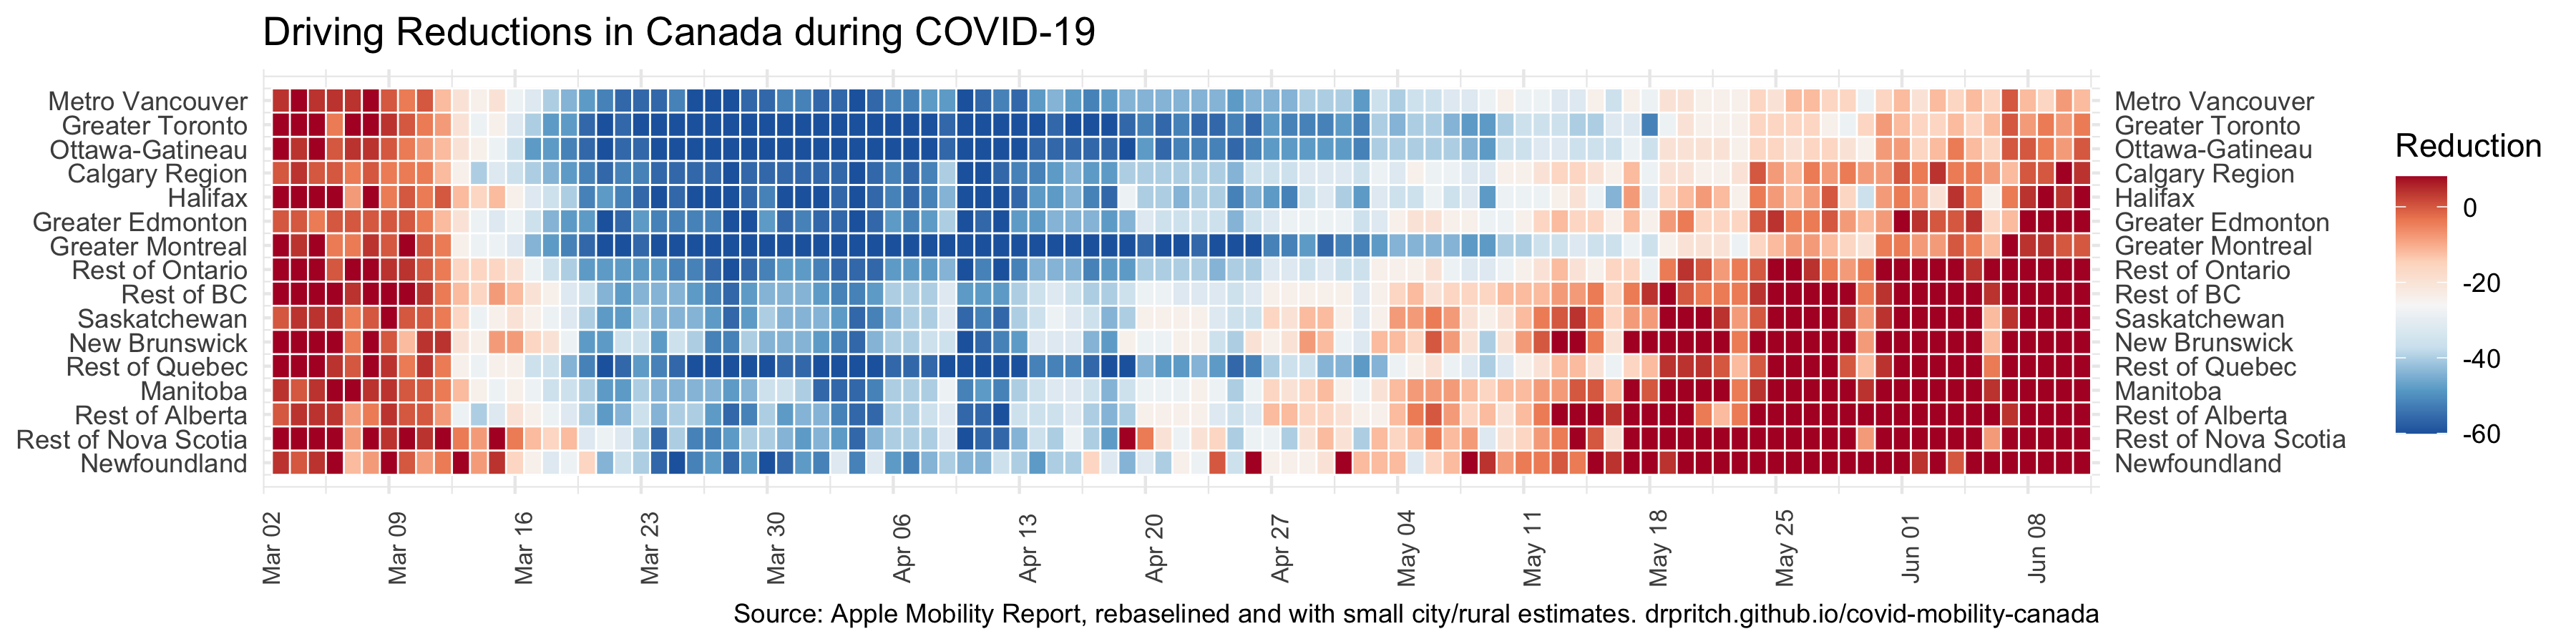 Driving Reductions in Canada during COVID-19
Metro Vancouver
Greater Toronto
Ottawa-Gatineau
Calgary Region
Halifax
Greater Edmonton
Greater Montreal
Rest of Ontario
Rest of BC
Saskatchewan
New Brunswick
Rest of Quebec
Manitoba
Rest of Alberta
Rest of Nova Scotia
Newfoundland
Metro Vancouver
Greater Toronto
Ottawa-Gatineau
Calgary Region
Halifax
Greater Edmonton
Greater Montreal
Rest of Ontario
Rest of BC
Saskatchewan
New Brunswick
Rest of Quebec
Manitoba
Rest of Alberta
Rest of Nova Scotia
Newfoundland
Reduction
0
-20
-40
-60
Mar 02
Mar 09
Mar 16
Mar 23
Mar 30
Apr 06
Apr 13
Apr 20
Apr 27
May 04
May 11
May 18
May 25
Jun 01
Jun 08
Source: Apple Mobility Report, rebaselined and with small city/rural estimates. drpritch.github.io/covid-mobility-canada